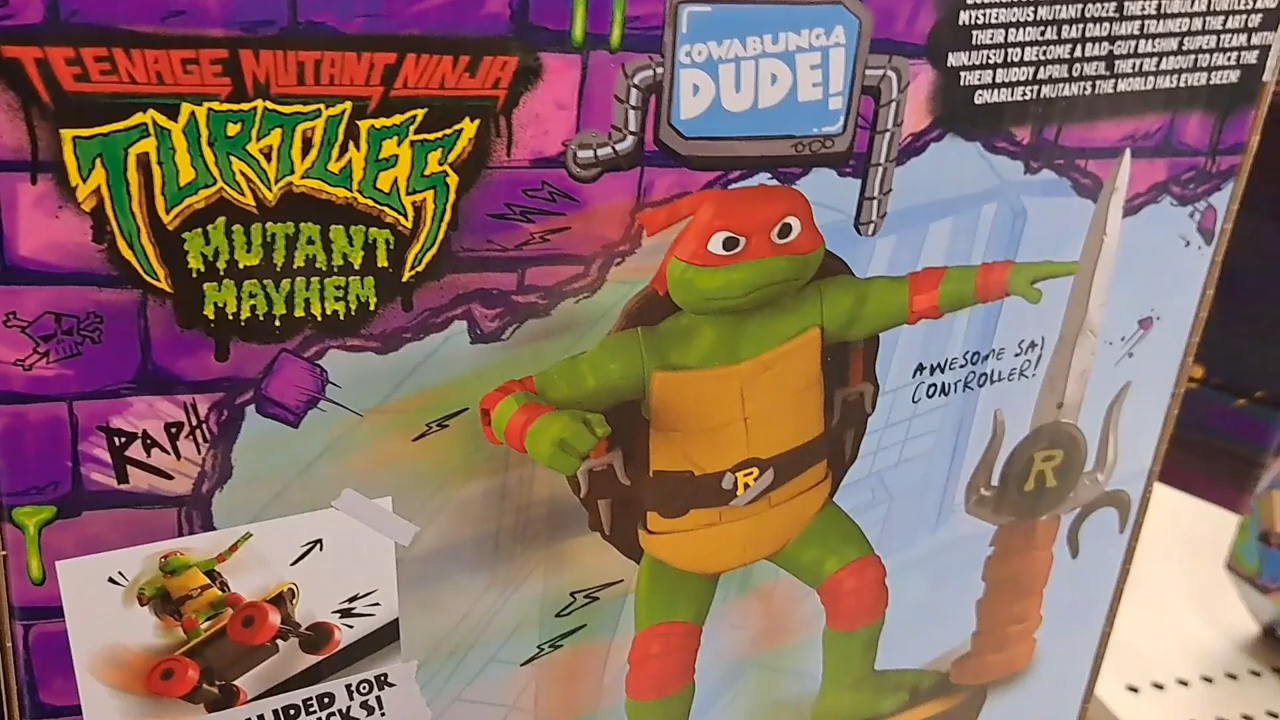 TEENAGE MUTANT NINJA
TURTLES
MUTANT
MAYHEM
COWABUNGA
DUDE!
MYSTERIOUS MUTANT OOZE, THESE TUBULAR TURTLES AND
THEIR RADICAL RAT DAD HAVE TRAINED IN THE ART OF
NINJUTSU TO BECOME A BAD-GUY BASHIN' SUPER TEAM. WITH
THEIR BUDDY APRIL O'NEIL, THEY'RE ABOUT TO FACE THE
GNARLIEST MUTANTS THE WORLD HAS EVER SEEN!
RAPH
AWESOME SAI
CONTROLLER!
R
R
FOR